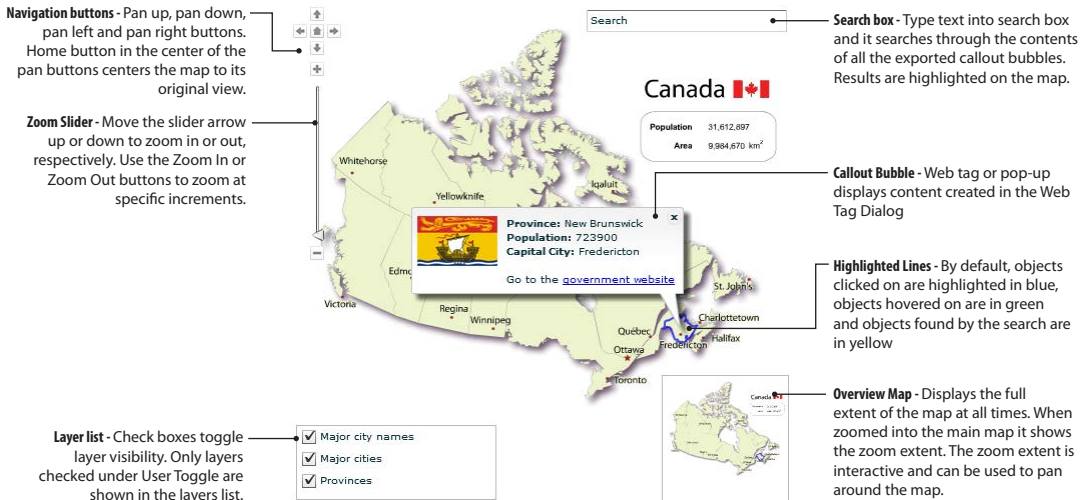 Navigation buttons - Pan up, pan down,
pan left and pan right buttons.
Home button in the center of the
pan buttons centers the map to its
original view.
Zoom Slider - Move the slider arrow
up or down to zoom in or out,
respectively. Use the Zoom In or
Zoom Out buttons to zoom at
specific increments.
Layer list - Check boxes toggle
layer visibility. Only layers
checked under User Toggle are
shown in the layers list.
Search
Canada
Population 31,612,897
Area 9,984,670 km²
Whitehorse
Yellowknife
Iqaluit
Province: New Brunswick
Population: 723900
Capital City: Fredericton
Go to the government website
x
Edmo
St. John's
Victoria
Regina
Winnipeg
Charlottetown
Québec
Fredericton
Halifax
Ottawa
Toronto
Major city names
Major cities
Provinces
Canada
Search box - Type text into search box
and it searches through the contents
of all the exported callout bubbles.
Results are highlighted on the map.
Callout Bubble - Web tag or pop-up
displays content created in the Web
Tag Dialog
Highlighted Lines - By default, objects
clicked on are highlighted in blue,
objects hovered on are in green
and objects found by the search are
in yellow
Overview Map - Displays the full
extent of the map at all times. When
zoomed into the main map it shows
the zoom extent. The zoom extent is
interactive and can be used to pan
around the map.